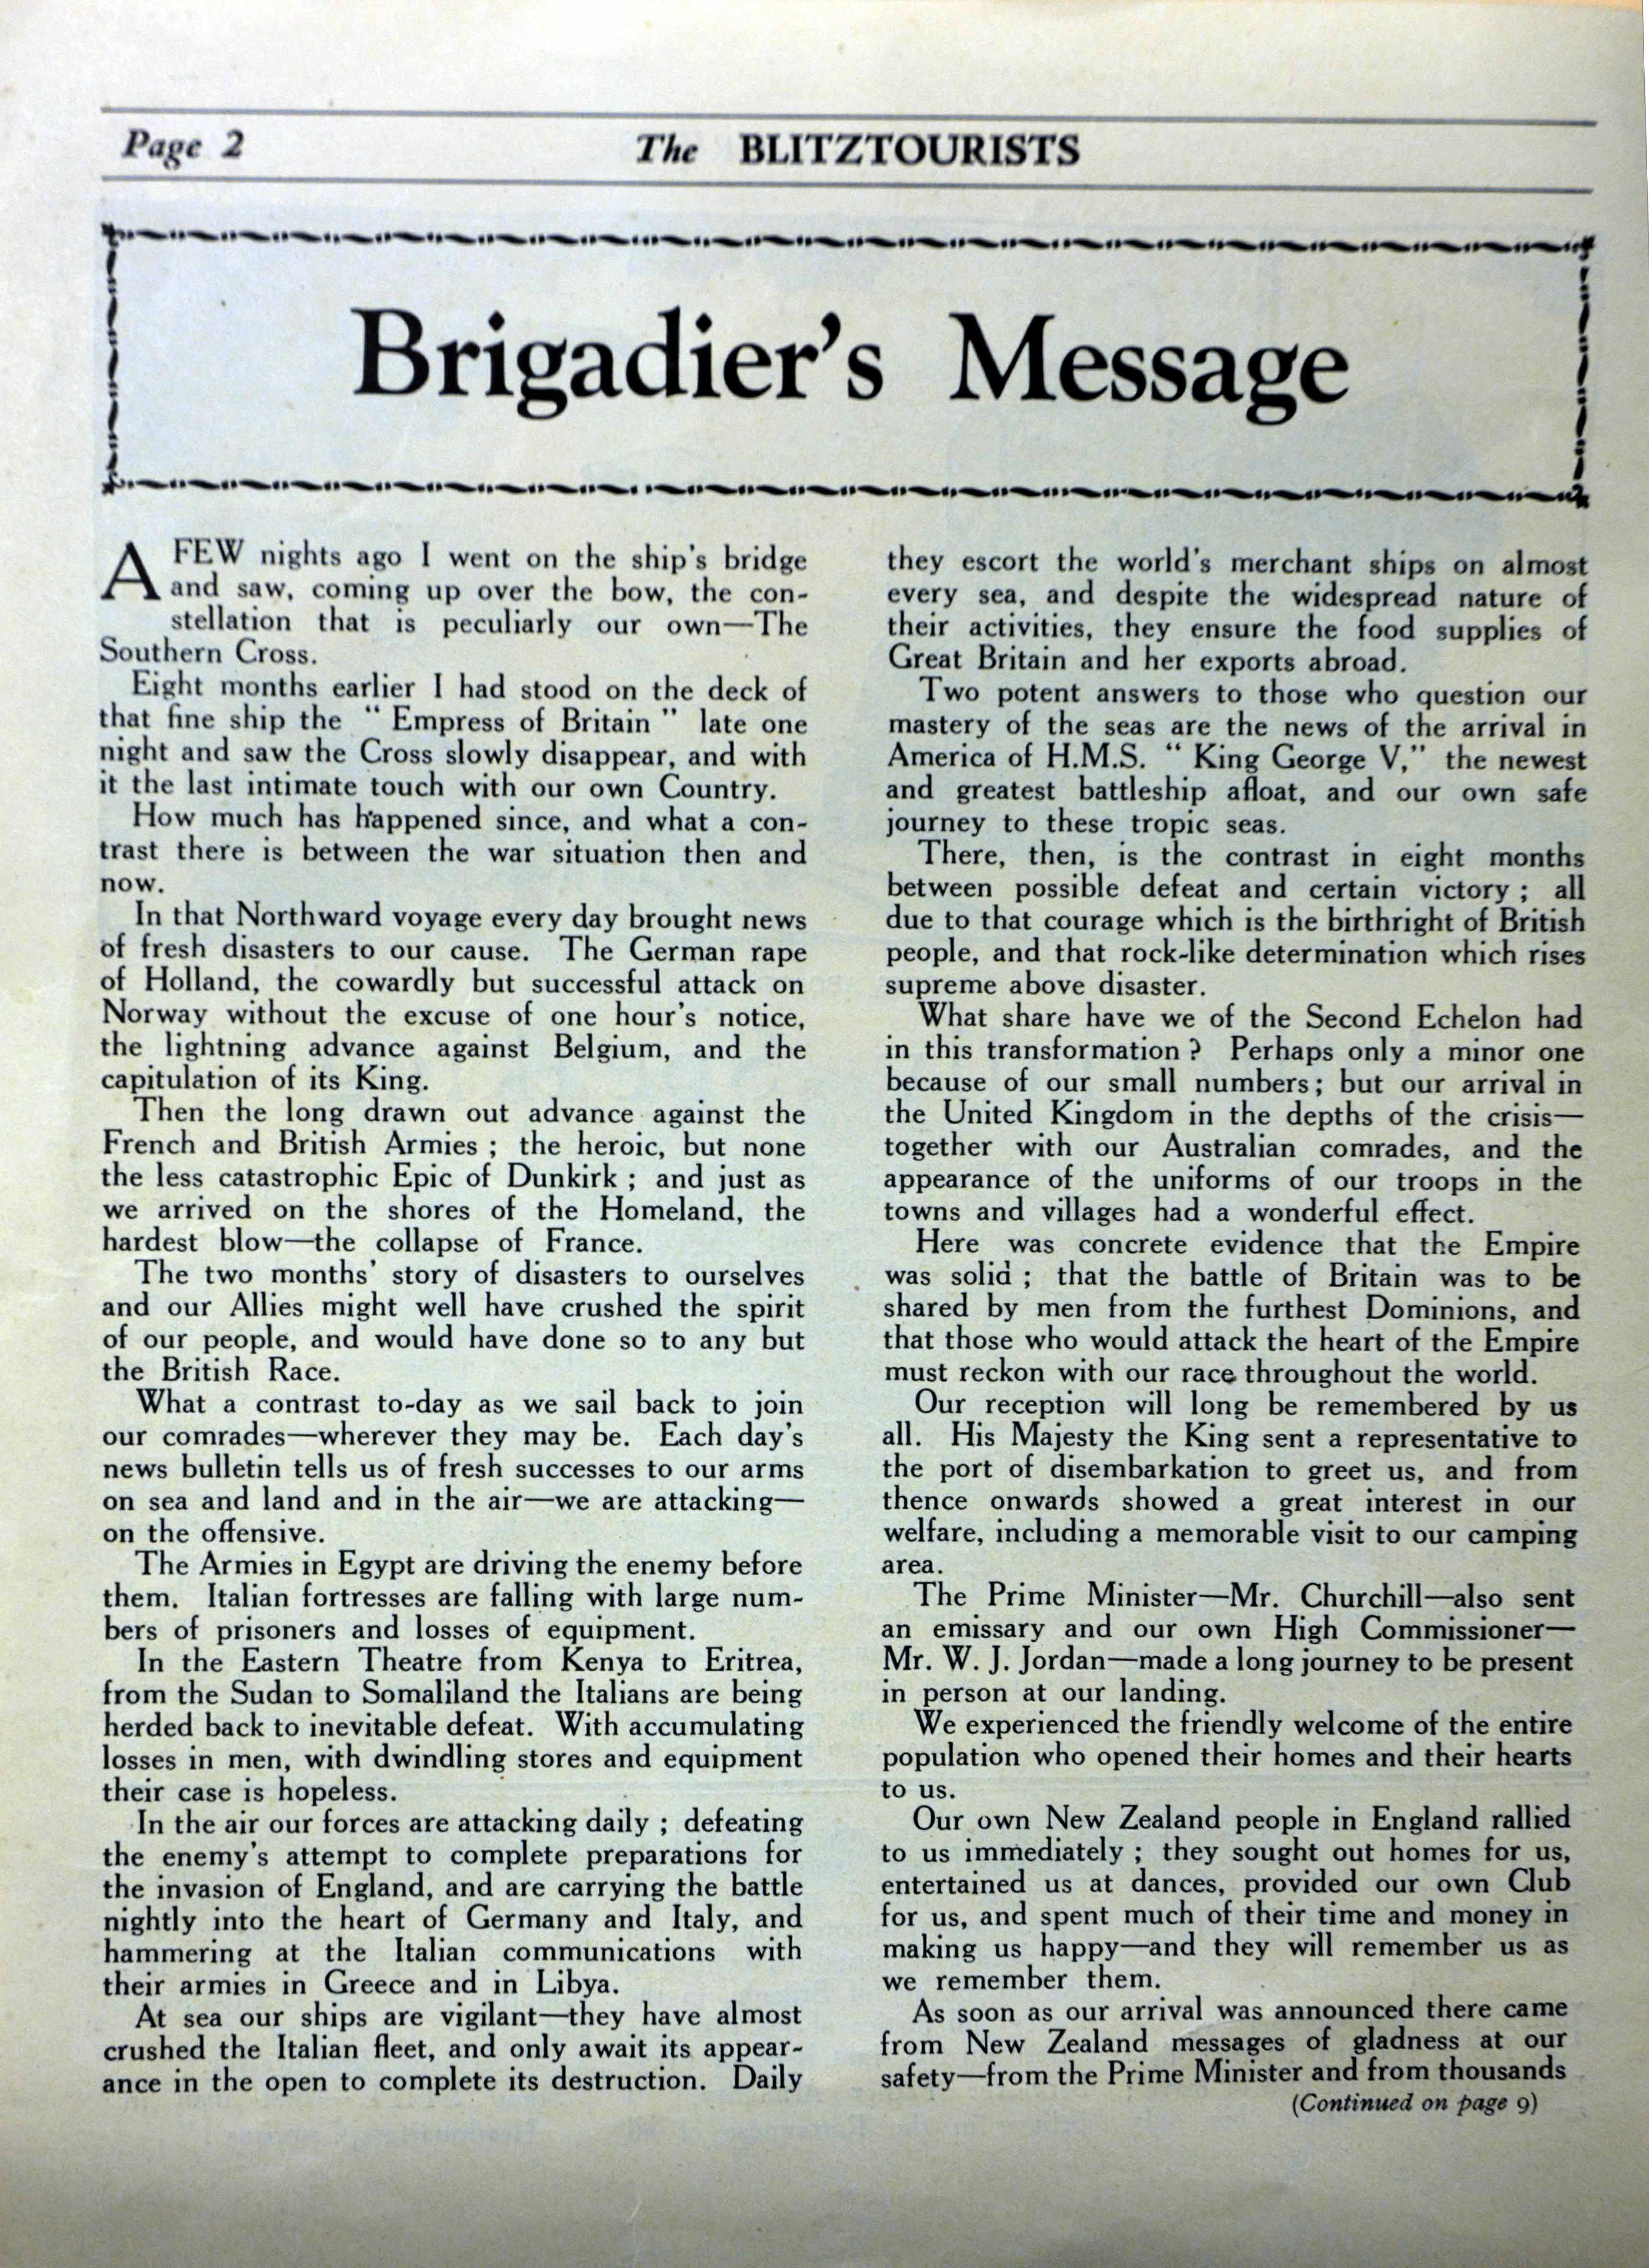 Page 2
The BLITZTOURISTS
Brigadier's Message
A FEW nights ago I went on the ship's bridge
and saw, coming up over the bow, the con-
stellation that is peculiarly our own—The
Southern Cross.
Eight months earlier I had stood on the deck of
that fine ship the " Empress of Britain " late one
night and saw the Cross slowly disappear, and with
it the last intimate touch with our own Country.
How much has happened since, and what a con-
trast there is between the war situation then and
now.
In that Northward voyage every day brought news
of fresh disasters to our cause. The German rape
of Holland, the cowardly but successful attack on
Norway without the excuse of one hour's notice,
the lightning advance against Belgium, and the
capitulation of its King.
Then the long drawn out advance against the
French and British Armies ; the heroic, but none
the less catastrophic Epic of Dunkirk ; and just as
we arrived on the shores of the Homeland, the
hardest blow—the collapse of France.
The two months' story of disasters to ourselves
and our Allies might well have crushed the spirit
of our people, and would have done so to any but
the British Race.
What a contrast to-day as we sail back to join
our comrades—wherever they may be. Each day's
news bulletin tells us of fresh successes to our arms
on sea and land and in the air—we are attacking—
on the offensive.
The Armies in Egypt are driving the enemy before
them. Italian fortresses are falling with large num-
bers of prisoners and losses of equipment.
In the Eastern Theatre from Kenya to Eritrea,
from the Sudan to Somaliland the Italians are being
herded back to inevitable defeat. With accumulating
losses in men, with dwindling stores and equipment
their case is hopeless.
In the air our forces are attacking daily ; defeating
the enemy's attempt to complete preparations for
the invasion of England, and are carrying the battle
nightly into the heart of Germany and Italy, and
hammering at the Italian communications with
their armies in Greece and in Libya.
At sea our ships are vigilant—they have almost
crushed the Italian fleet, and only await its appear-
ance in the open to complete its destruction. Daily
they escort the world's merchant ships on almost
every sea, and despite the widespread nature of
their activities, they ensure the food supplies of
Great Britain and her exports abroad.
Two potent answers to those who question our
mastery of the seas are the news of the arrival in
America of H.M.S. " King George V," the newest
and greatest battleship afloat, and our own safe
journey to these tropic seas.
There, then, is the contrast in eight months
between possible defeat and certain victory ; all
due to that courage which is the birthright of British
people, and that rock-like determination which rises
supreme above disaster.
What share have we of the Second Echelon had
in this transformation ? Perhaps only a minor one
because of our small numbers; but our arrival in
the United Kingdom in the depths of the crisis—
together with our Australian comrades, and the
appearance of the uniforms of our troops in the
towns and villages had a wonderful effect.
Here was concrete evidence that the Empire
was solid ; that the battle of Britain was to be
shared by men from the furthest Dominions, and
that those who would attack the heart of the Empire
must reckon with our race throughout the world.
Our reception will long be remembered by us
all. His Majesty the King sent a representative to
the port of disembarkation to greet us, and from
thence onwards showed a great interest in our
welfare, including a memorable visit to our camping
area.
The Prime Minister—Mr. Churchill—also sent
an emissary and our own High Commissioner—
Mr. W. J. Jordan—made a long journey to be present
in person at our landing.
We experienced the friendly welcome of the entire
population who opened their homes and their hearts
to us.
Our own New Zealand people in England rallied
to us immediately ; they sought out homes for us,
entertained us at dances, provided our own Club
for us, and spent much of their time and money in
making us happy—and they will remember us as
we remember them.
As soon as our arrival was announced there came
from New Zealand messages of gladness at our
safety—from the Prime Minister and from thousands
(Continued on page 9)